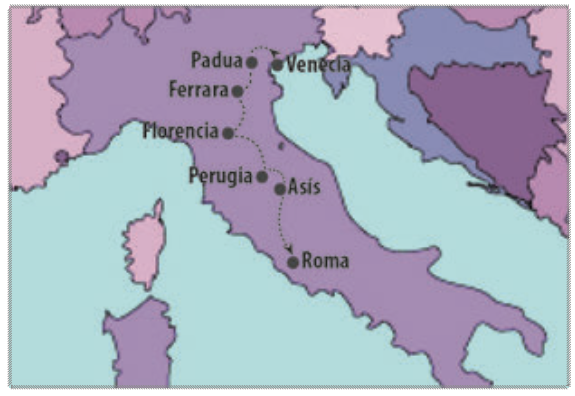 Padua
Venecia
Ferrara
Florencia
Perugia
Asís
Roma